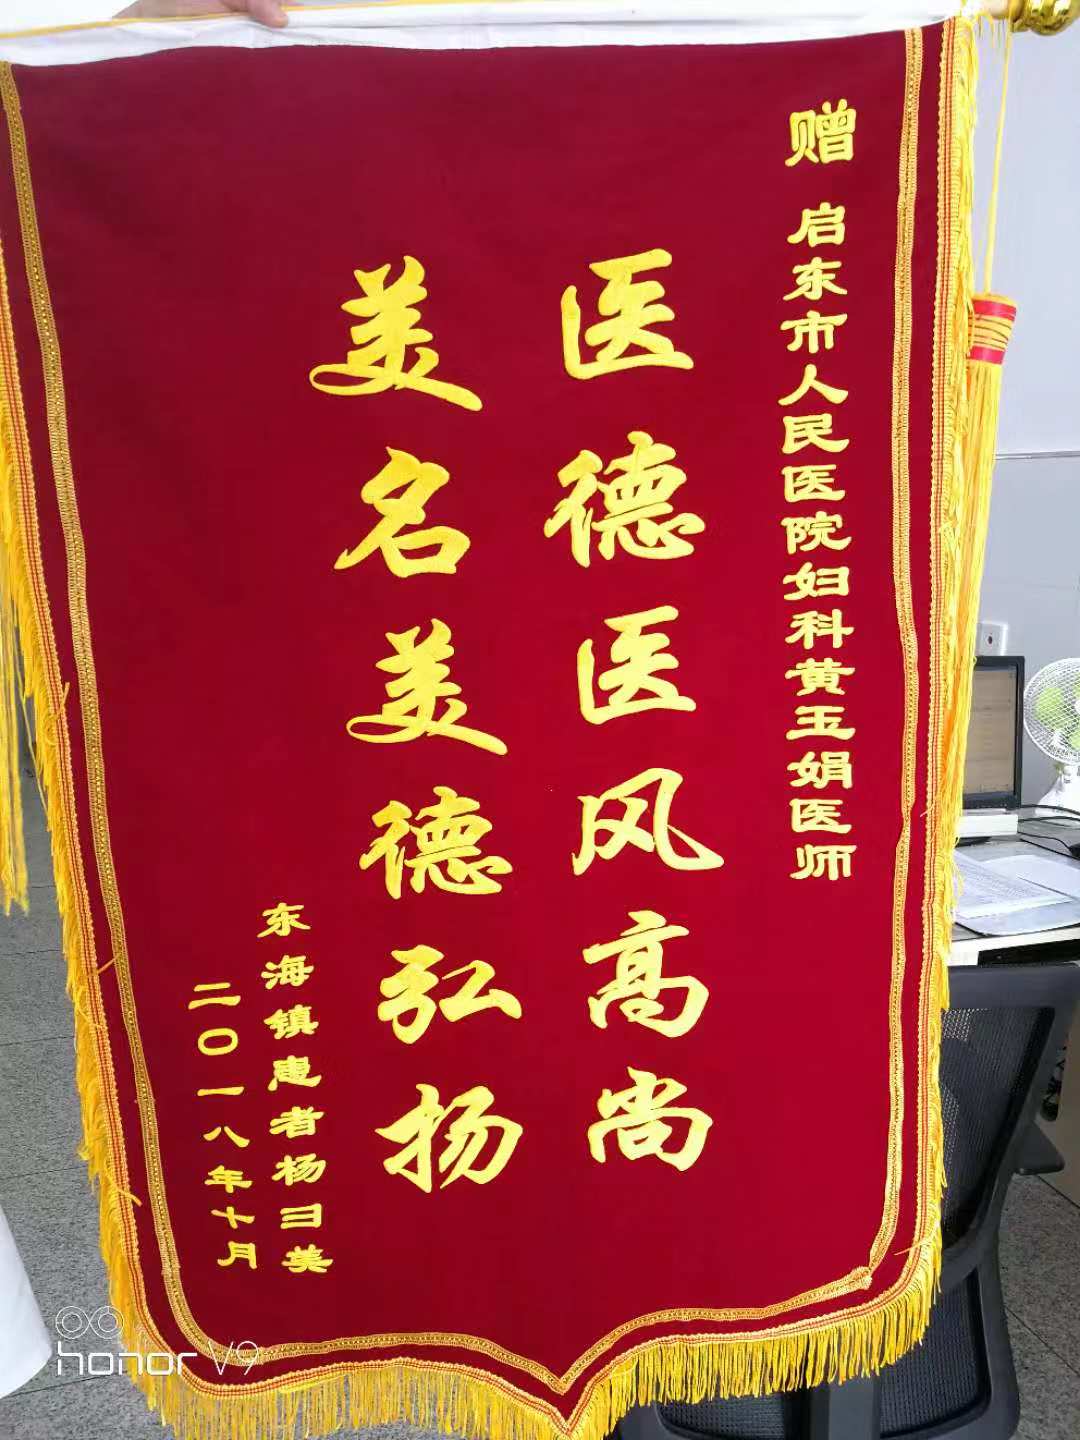 赠 启东市人民医院妇科黄玉娟医师
医德医风高尚
美名美德弘扬
东海镇患者杨日美
二〇一八年十月
honor V9